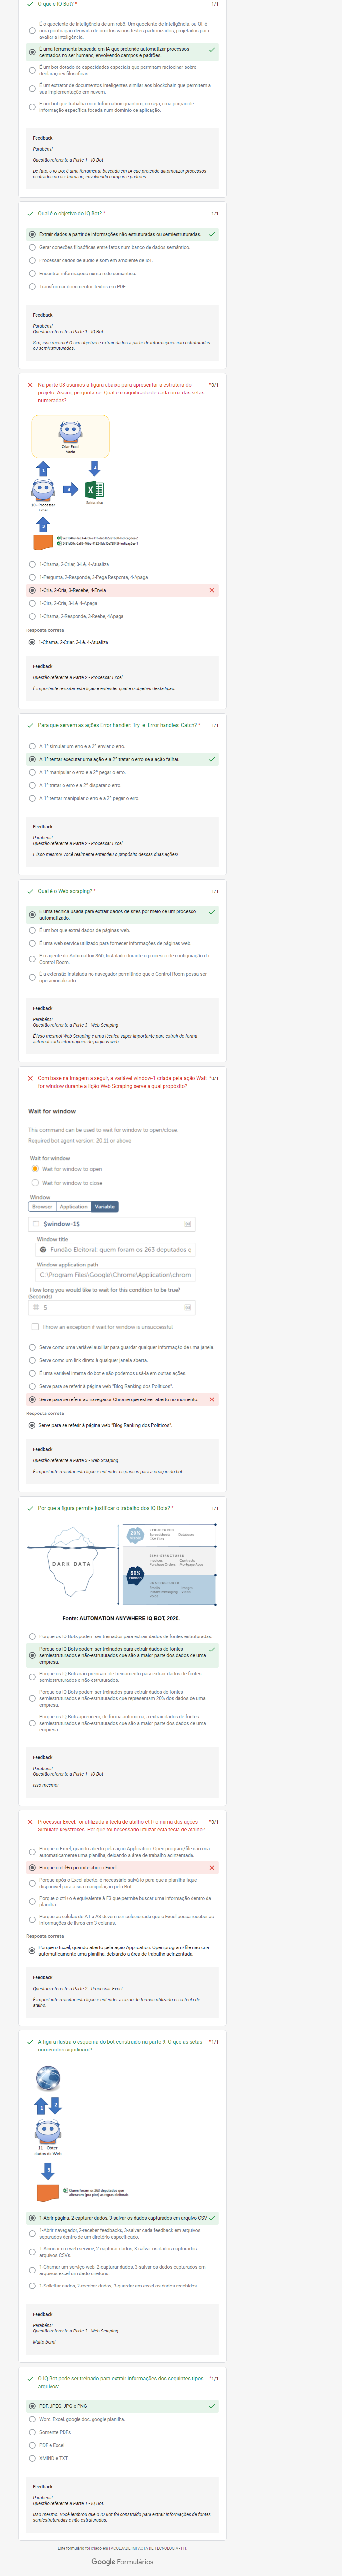 O que é IQ Bot? *
1/1
É o quociente de inteligência de um robô. Um quociente de inteligência, ou QI, é
uma pontuação derivada de um dos vários testes padronizados, projetados para
avaliar a inteligência.
É uma ferramenta baseada em IA que pretende automatizar processos
centrados no ser humano, envolvendo campos e padrões.
É um bot dotado de capacidades especiais que permitem raciocinar sobre
declarações filosóficas.
É um extrator de documentos inteligentes similar aos blockchain que permitem a
sua implementação em nuvem.
É um bot que trabalha com Information quantum, ou seja, uma porção de
informação específica focada num domínio de aplicação.
Feedback
Parabéns!
Questão referente a Parte 1 - IQ Bot
De fato, o IQ Bot é uma ferramenta baseada em IA que pretende automatizar processos
centrados no ser humano, envolvendo campos e padrões.
Qual é o objetivo do IQ Bot? *
1/1
Extrair dados a partir de informações não estruturadas ou semiestruturadas.
Gerar conexões filosóficas entre fatos num banco de dados semântico.
Processar dados de áudio e som em ambiente de IoT.
Encontrar informações numa rede semântica.
Transformar documentos textos em PDF.
Feedback
Parabéns!
Questão referente a Parte 1 - IQ Bot
Sim, isso mesmo! O seu objetivo é extrair dados a partir de informações não estruturadas
ou semiestruturadas.
Na parte 08 usamos a figura abaixo para apresentar a estrutura do
projeto. Assim, pergunta-se: Qual é o significado de cada uma das setas
numeradas?
*0/1
Criar Excel
Vazio
1
2
10 - Processar
Excel
4
Saída.xlsx
3
1-Chama, 2-Criar, 3-Lê, 4-Atualiza
1-Pergunta, 2-Responde, 3-Pega Resposta, 4-Apaga
1-Cria, 2-Cria, 3-Recebe, 4-Envia
1-Cria, 2-Cria, 3-Lê, 4-Apaga
1-Chama, 2-Responde, 3-Reebe, 4Apaga
Resposta correta
1-Chama, 2-Criar, 3-Lê, 4-Atualiza
Feedback
Questão referente a Parte 2 - Processar Excel
É importante revisitar esta lição e entender qual é o objetivo desta lição.
Para que servem as ações Error handler: Try e Error handles: Catch? *
1/1
A 1ª simular um erro e a 2ª enviar o erro.
A 1ª tentar executar uma ação e a 2ª tratar o erro se a ação falhar.
A 1ª manipular o erro e a 2ª pegar o erro.
A 1ª tratar o erro e a 2ª disparar o erro.
A 1ª tentar manipular o erro e a 2ª pegar o erro.
Feedback
Parabéns!
Questão referente a Parte 2 - Processar Excel
É isso mesmo! Você realmente entendeu o propósito dessas duas ações!
Qual é o Web scraping? *
1/1
É uma técnica usada para extrair dados de sites por meio de um processo
automatizado.
É um bot que extrai dados de páginas web.
É uma web service utilizado para fornecer informações de páginas web.
É o agente do Automation 360, instalado durante o processo de configuração do
Control Room.
É a extensão instalada no navegador permitindo que o Control Room possa ser
operacionalizado.
Feedback
Parabéns!
Questão referente a Parte 3 - Web Scraping
É isso mesmo! Web Scraping é uma técnica super importante para extrair de forma
automatizada informações de páginas web.
Com base na imagem a seguir, a variável window-1 criada pela ação Wait
for window durante a lição Web Scraping serve a qual propósito?
*0/1
Wait for window
This command can be used to wait for window to open/close.
Required bot agent version: 20.11 or above
Wait for window
Wait for window to open
Wait for window to close
Window
Browser
Application
Variable
$window-1$
Window title
Fundão Eleitoral: quem foram os 263 deputados q
Window application path
C:\Program Files\Google\Chrome\Application\chrom
How long you would like to wait for this condition to be true?
(Seconds)
5
Throw an exception if wait for window is unsuccessful
Serve como uma variável auxiliar para guardar qualquer informação de uma janela.
Serve como um link direto à qualquer janela aberta.
É uma variável interna do bot e não podemos usá-la em outras ações.
Serve para se referir à página web "Blog Ranking dos Políticos".
Serve para se referir ao navegador Chrome que estiver aberto no momento.
Resposta correta
Serve para se referir à página web "Blog Ranking dos Políticos".
Feedback
Questão referente a Parte 3 - Web Scraping
É importante revisitar esta lição e entender os passos para a criação do bot.
Por que a figura permite justificar o trabalho dos IQ Bots? *
1/1
DARK DATA
20%
STRUCTURED
Spreadsheets
Databases
CSV Files
80%
SEMI-STRUCTURED
Invoices
Contracts
Purchase Orders
Mortgage Apps
UNSTRUCTURED
Emails
Images
Instant Messaging
Video
Voice
Fonte: AUTOMATION ANYWHERE IQ BOT, 2020.
Porque os IQ Bots podem ser treinados para extrair dados de fontes estruturadas.
Porque os IQ Bots podem ser treinados para extrair dados de fontes
semiestruturados e não-estruturados que são a maior parte dos dados de uma
empresa.
Porque os IQ Bots não precisam de treinamento para extrair dados de fontes
semiestruturados e não-estruturados.
Porque os IQ Bots podem ser treinados para extrair dados de fontes
semiestruturados e não-estruturados que representam 20% dos dados de uma
empresa.
Porque os IQ Bots aprendem, de forma autônoma, a extrair dados de fontes
semiestruturados e não-estruturados que são a maior parte dos dados de uma
empresa.
Feedback
Parabéns!
Questão referente a Parte 1 - IQ Bot
Isso mesmo!
Processar Excel, foi utilizada a tecla de atalho ctrl+o numa das ações
Simulate keystrokes. Por que foi necessário utilizar esta tecla de atalho?
*0/1
Porque o Excel, quando aberto pela ação Application: Open program/file não cria
automaticamente uma planilha, deixando a área de trabalho acinzentada.
Porque o ctrl+o permite abrir o Excel.
Porque após o Excel aberto, é necessário salvá-lo para que a planilha fique
disponível para a sua manipulação pelo Bot.
Porque o ctrl+o é equivalente à F3 que permite buscar uma informação dentro da
planilha.
Porque as células de A1 a A3 devem ser selecionada que o Excel possa receber as
informações de livros em 3 colunas.
Resposta correta
Porque o Excel, quando aberto pela ação Application: Open program/file não cria
automaticamente uma planilha, deixando a área de trabalho acinzentada.
Feedback
Questão referente a Parte 2 - Processar Excel
É importante revisitar esta lição e entender a razão de termos utilizado essa tecla de
atalho.
A figura ilustra o esquema do bot construído na parte 9. O que as setas
numeradas significam?
*1/1
1
2
11 - Obter
dados da Web
3
Quem foram os 263 deputados que
1-Abrir página, 2-capturar dados, 3-salvar os dados capturados em arquivo CSV.
1-Abrir navegador, 2-receber feedbacks, 3-salvar cada feedback em arquivos
separados dentro de um diretório especificado.
1-Acionar um web service, 2-capturar dados, 3-salvar os dados capturados
arquivos CSVs.
1-Chamar um serviço web, 2-capturar dados, 3-salvar os dados capturados em
arquivos excel um dado diretório.
1-Solicitar dados, 2-receber dados, 3-guardar em excel os dados recebidos.
Feedback
Parabéns!
Questão referente a Parte 3 - Web Scraping
Muito bom!
O IQ Bot pode ser treinado para extrair informações dos seguintes tipos
arquivos:
*1/1
PDF, JPEG, JPG e PNG
Word, Excel, google doc, google planilha.
Somente PDFs
PDF e Excel
XMIND e TXT
Feedback
Parabéns!
Questão referente a Parte 1 - IQ Bot.
Isso mesmo. Você lembrou que o IQ Bot foi construído para extrair informações de fontes
semiestruturadas e não-estruturadas.
Este formulário foi criado em FACULDADE IMPACTA DE TECNOLOGIA - FIT.
Google Formulários